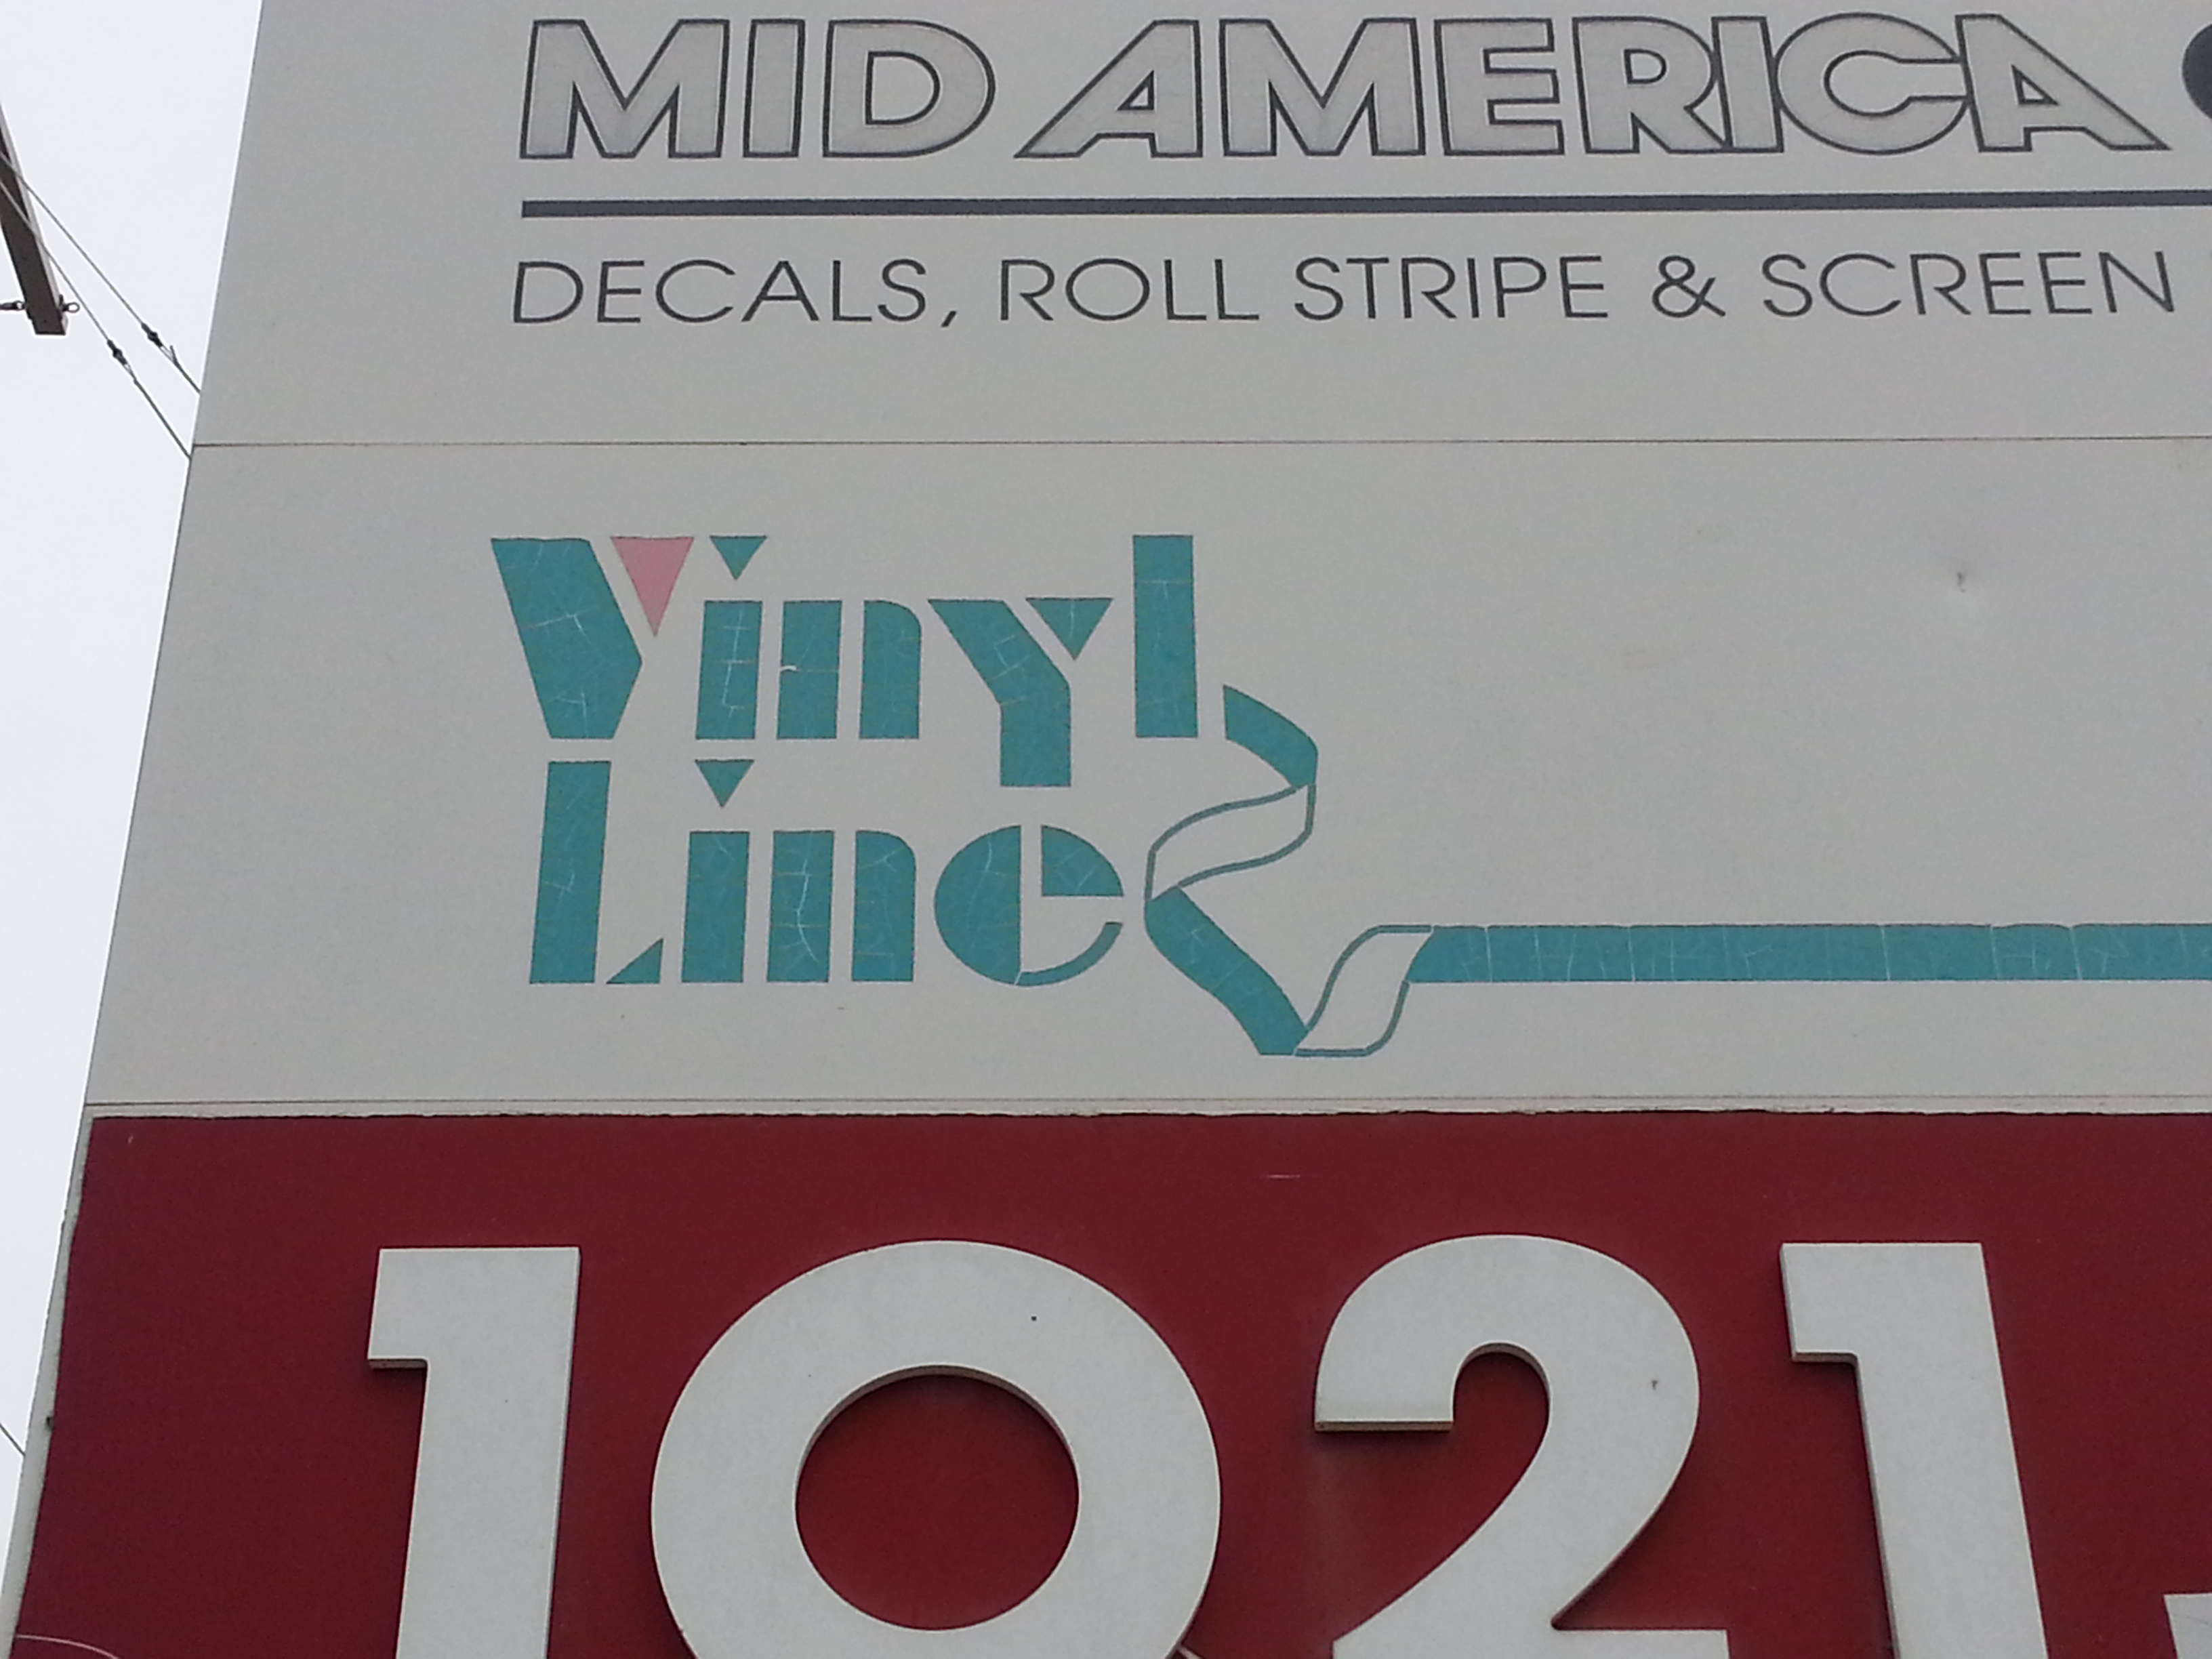 MID AMERICA
DECALS, ROLL STRIPE & SCREEN
Vinyl
Line
1021